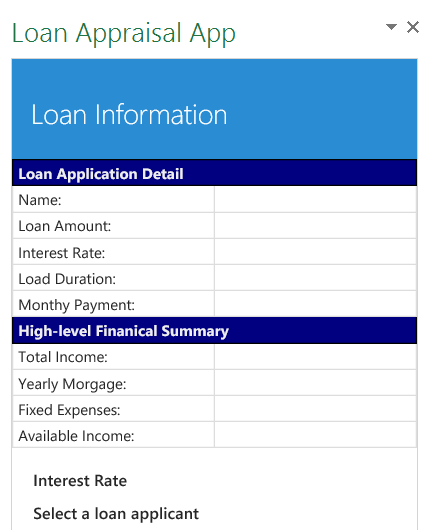 Loan Appraisal App
Loan Information
Loan Application Detail
Name:
Loan Amount:
Interest Rate:
Load Duration:
Monthy Payment:
High-level Finanical Summary
Total Income:
Yearly Morgage:
Fixed Expenses:
Available Income:
Interest Rate
Select a loan applicant